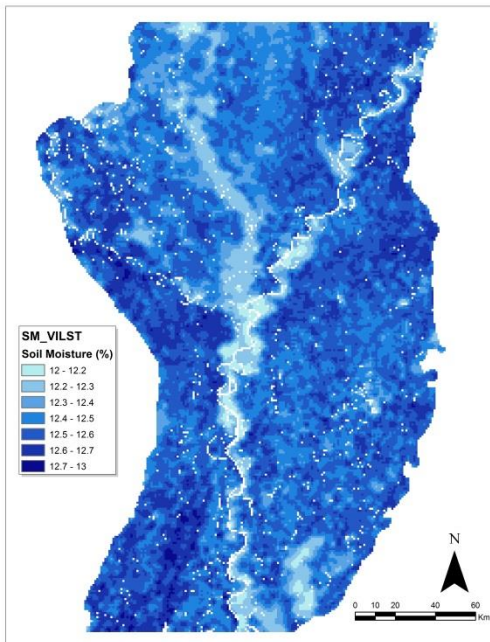 SM_VILST
Soil Moisture (%)
12 - 12.2
12.2 - 12.3
12.3 - 12.4
12.4 - 12.5
12.5 - 12.6
12.6 - 12.7
12.7 - 13
N
0 10 20 40 60
Km